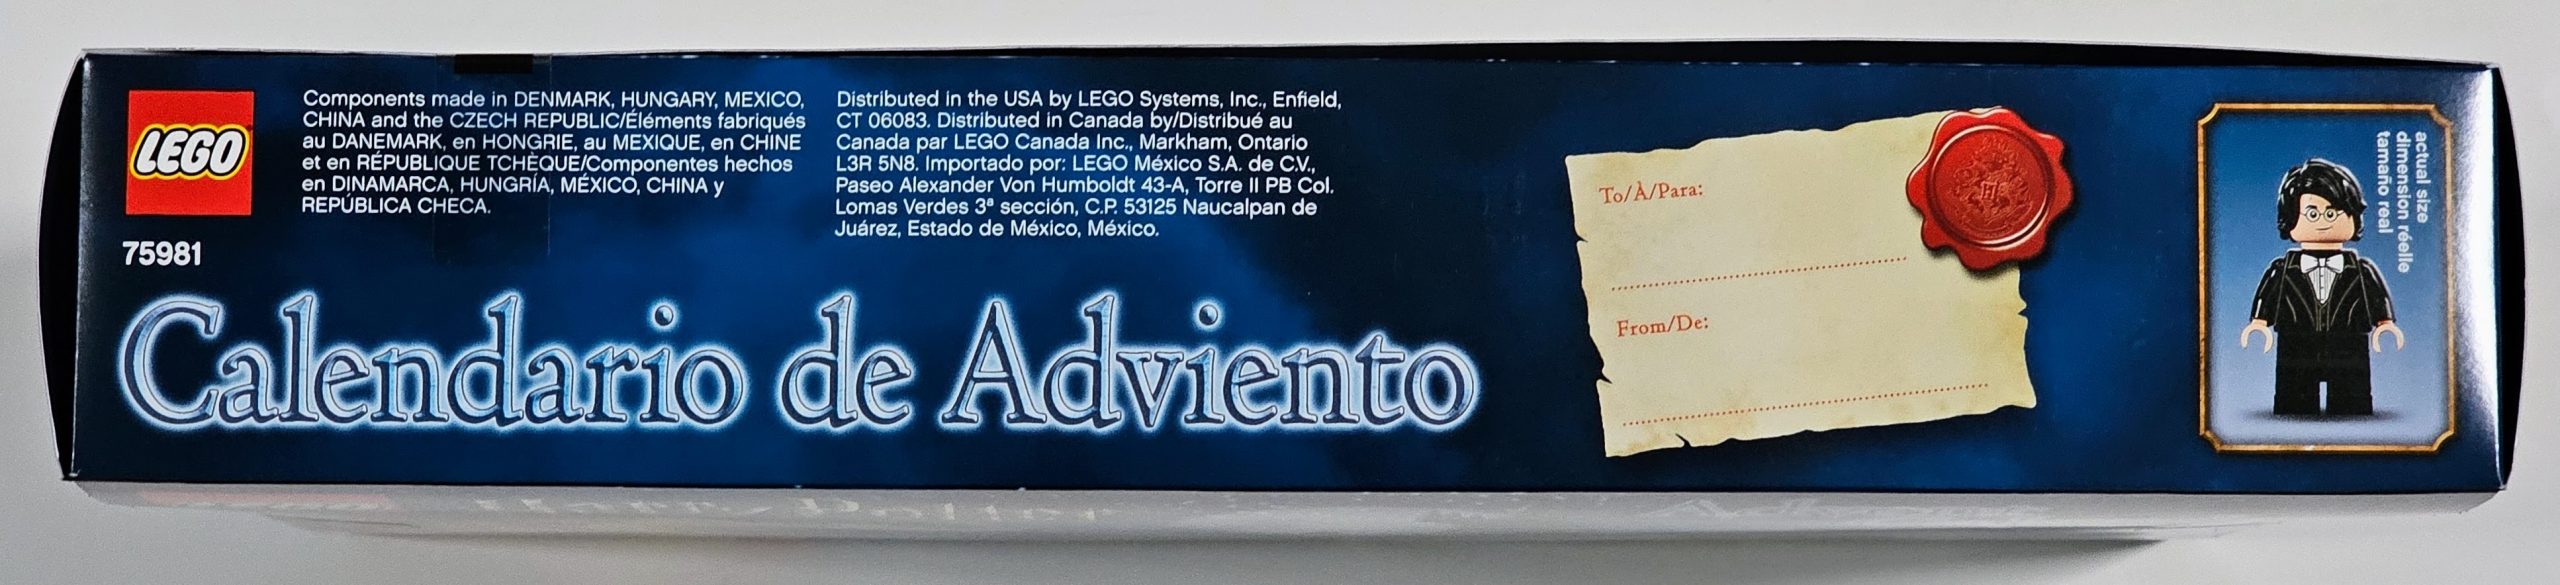 LEGO
75981
Components made in DENMARK, HUNGARY, MEXICO,
CHINA and the CZECH REPUBLIC/Éléments fabriqués
au DANEMARK, en HONGRIE, au MEXIQUE, en CHINE
et en RÉPUBLIQUE TCHÈQUE/Componentes hechos
en DINAMARCA, HUNGRÍA, MÉXICO, CHINA y
REPÚBLICA CHECA.
Distributed in the USA by LEGO Systems, Inc., Enfield,
CT 06083. Distributed in Canada by/Distribué au
Canada par LEGO Canada Inc., Markham, Ontario
L3R 5N8. Importado por: LEGO México S.A. de C.V.,
Paseo Alexander Von Humboldt 43-A, Torre II PB Col.
Lomas Verdes 3ª sección, C.P. 53125 Naucalpan de
Juárez, Estado de México, México.
Calendario de Adviento
To/À/Para:
From/De:
actual size
dimension réelle
tamaño real